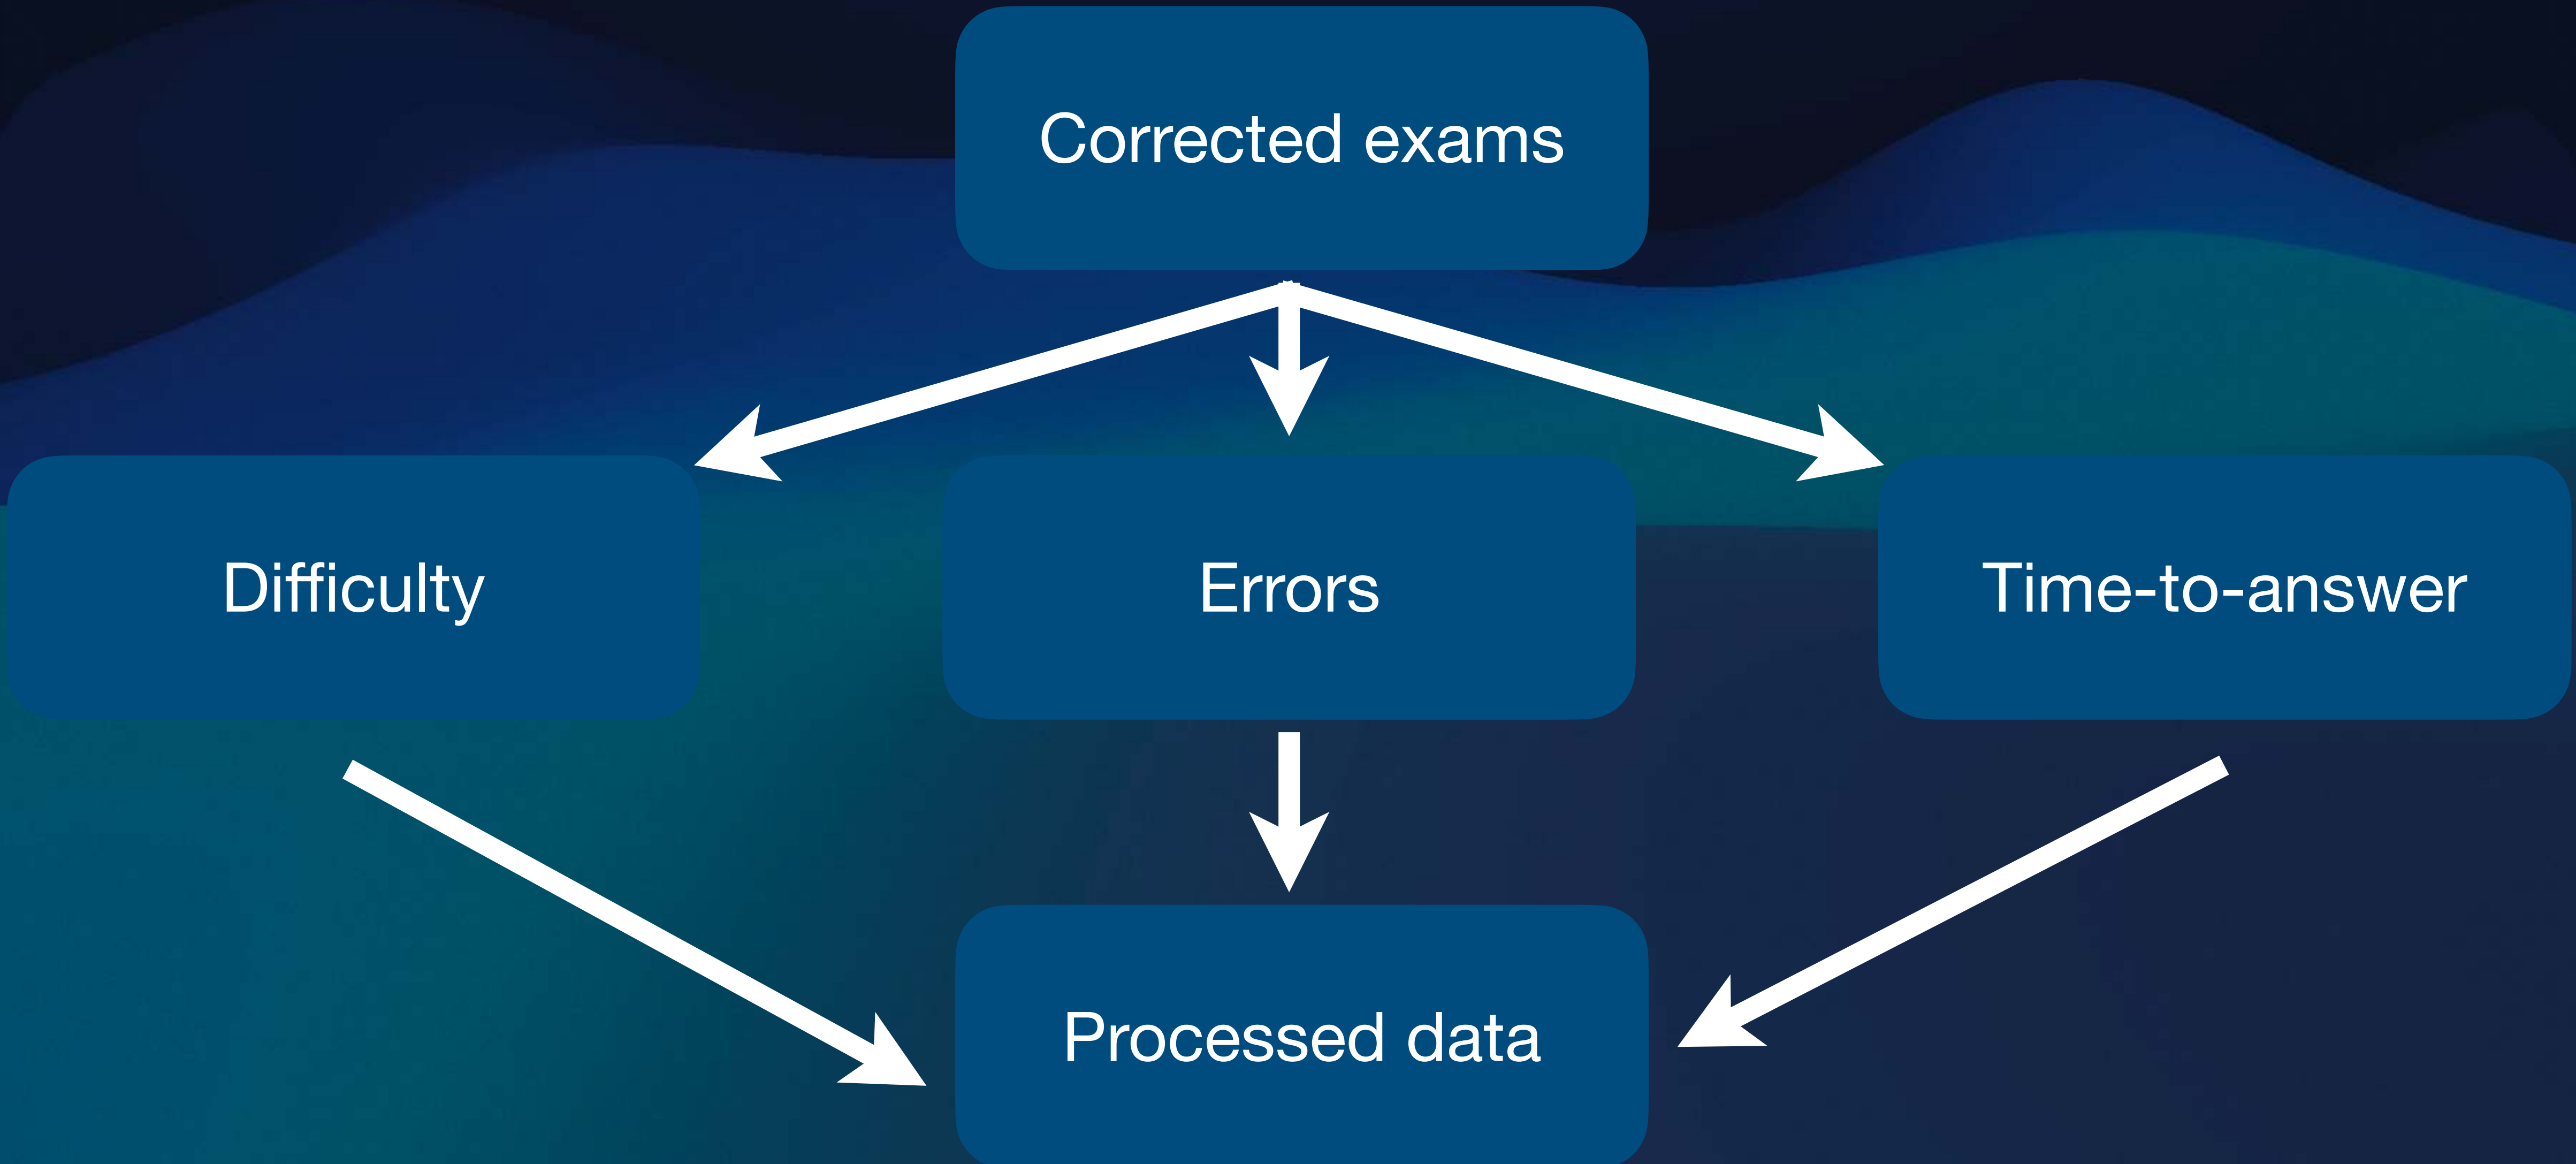 Corrected exams
Difficulty
Errors
Time-to-answer
Processed data